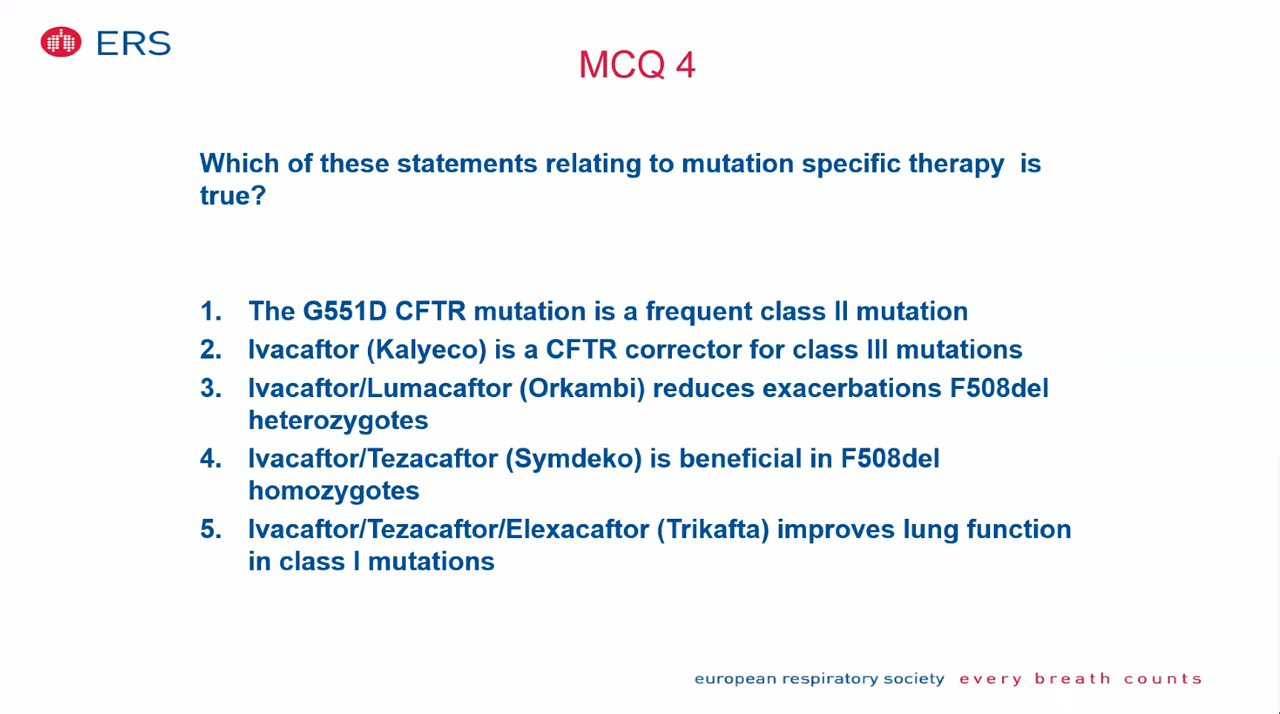 ERS
MCQ 4
Which of these statements relating to mutation specific therapy is
true?
1. The G551D CFTR mutation is a frequent class II mutation
2. Ivacaftor (Kalyeco) is a CFTR corrector for class III mutations
3. Ivacaftor/Lumacaftor (Orkambi) reduces exacerbations F508del
heterozygotes
4. Ivacaftor/Tezacaftor (Symdeko) is beneficial in F508del
homozygotes
5. Ivacaftor/Tezacaftor/Elexacaftor (Trikafta) improves lung function
in class I mutations
european respiratory society every breath counts